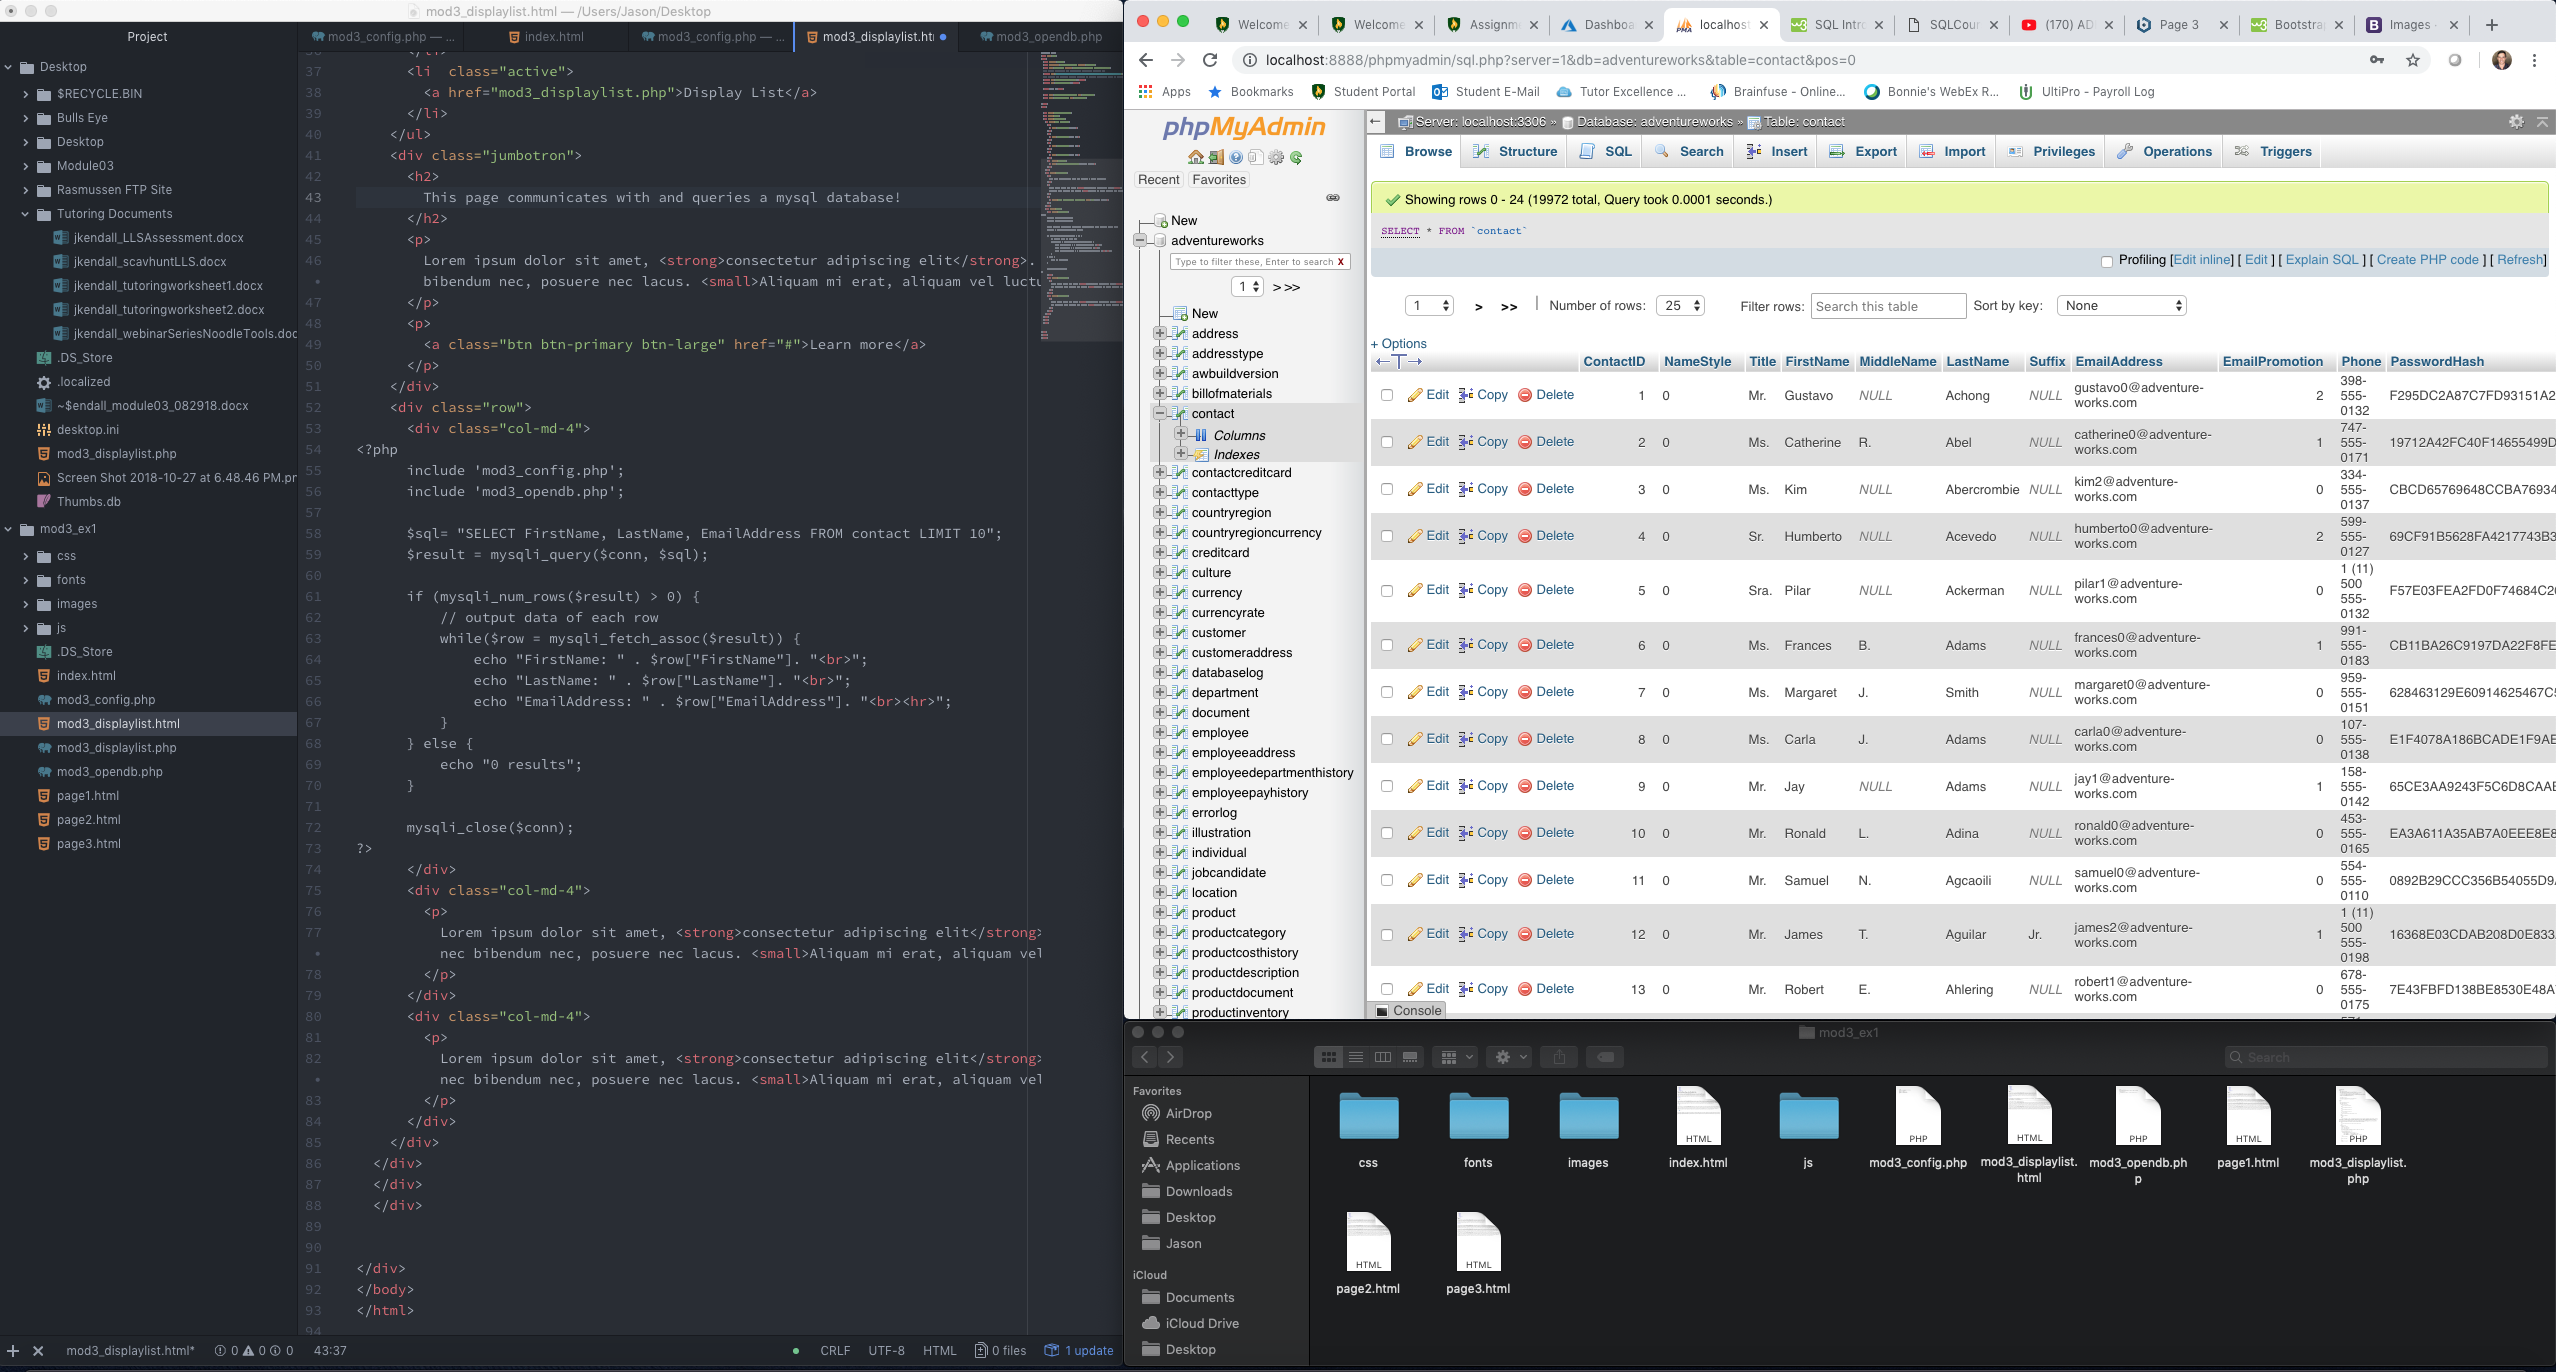 mod3_displaylist.html — /Users/Jason/Desktop
Project
Desktop
$RECYCLE.BIN
Bulls Eye
Desktop
Module03
Rasmussen FTP Site
Tutoring Documents
jkendall_LLSAssessment.docx
jkendall_scavhuntLLS.docx
jkendall_tutoringworksheet1.docx
jkendall_tutoringworksheet2.docx
jkendall_webinarSeriesNoodleTools.doc
.DS_Store
.localized
~$endall_module03_082918.docx
desktop.ini
mod3_displaylist.php
Screen Shot 2018-10-27 at 6.48.46 PM.pr
Thumbs.db
mod3_ex1
css
fonts
images
js
.DS_Store
index.html
mod3_config.php
mod3_displaylist.html
mod3_displaylist.php
mod3_opendb.php
page1.html
page2.html
page3.html
mod3_config.php — ... index.html mod3_config.php — ... mod3_displaylist.ht mod3_opendb.php
37 <li  class="active">
38 <a href="mod3_displaylist.php">Display List</a>
39 </li>
40 </ul>
41 <div class="jumbotron">
42 <h2>
43 This page communicates with and queries a mysql database!
44 </h2>
45 <p>
46 Lorem ipsum dolor sit amet, <strong>consectetur adipiscing elit</strong>.
• bibendum nec, posuere nec lacus. <small>Aliquam mi erat, aliquam vel luctu
47 </p>
48 <p>
49 <a class="btn btn-primary btn-large" href="#">Learn more</a>
50 </p>
51 </div>
52 <div class="row">
53 <div class="col-md-4">
54 <?php
55 include 'mod3_config.php';
56 include 'mod3_opendb.php';
57
58 $sql= "SELECT FirstName, LastName, EmailAddress FROM contact LIMIT 10";
59 $result = mysqli_query($conn, $sql);
60
61 if (mysqli_num_rows($result) > 0) {
62 // output data of each row
63 while($row = mysqli_fetch_assoc($result)) {
64 echo "FirstName: " . $row["FirstName"]. "<br>";
65 echo "LastName: " . $row["LastName"]. "<br>";
66 echo "EmailAddress: " . $row["EmailAddress"]. "<br><hr>";
67 }
68 } else {
69 echo "0 results";
70 }
71
72 mysqli_close($conn);
73 ?>
74 </div>
75 <div class="col-md-4">
76 <p>
77 Lorem ipsum dolor sit amet, <strong>consectetur adipiscing elit</strong>
• nec bibendum nec, posuere nec lacus. <small>Aliquam mi erat, aliquam vel
78 </p>
79 </div>
80 <div class="col-md-4">
81 <p>
82 Lorem ipsum dolor sit amet, <strong>consectetur adipiscing elit</strong>
• nec bibendum nec, posuere nec lacus. <small>Aliquam mi erat, aliquam vel
83 </p>
84 </div>
85 </div>
86 </div>
87 </div>
88 </div>
89
90
91 </div>
92 </body>
93 </html>
94
mod3_displaylist.html* 0 0 0 43:37 CRLF UTF-8 HTML 0 files 1 update
Welcome Welcome Assignm Dashboa localhost SQL Intr SQLCour (170) AD Page 3 Bootstra Images
localhost:8888/phpmyadmin/sql.php?server=1&db=adventureworks&table=contact&pos=0
Apps Bookmarks Student Portal Student E-Mail Tutor Excellence ... Brainfuse - Online... Bonnie's WebEx R... UltiPro - Payroll Log
phpMyAdmin
Recent Favorites
New
adventureworks
Type to filter these, Enter to search X
1 > >>
New
address
addresstype
awbuildversion
billofmaterials
contact
Columns
Indexes
contactcreditcard
contacttype
countryregion
countryregioncurrency
creditcard
culture
currency
currencyrate
customer
customeraddress
databaselog
department
document
employee
employeeaddress
employeedepartmenthistory
employeepayhistory
errorlog
illustration
individual
jobcandidate
location
product
productcategory
productcosthistory
productdescription
productdocument
productinventory
Server: localhost:3306 » Database: adventureworks » Table: contact
Browse Structure SQL Search Insert Export Import Privileges Operations Triggers
Showing rows 0 - 24 (19972 total, Query took 0.0001 seconds.)
SELECT * FROM `contact`
Profiling [Edit inline] [ Edit ] [ Explain SQL ] [ Create PHP code ] [ Refresh]
1 > >> | Number of rows: 25 Filter rows: Search this table Sort by key: None
+ Options
←T→ ContactID NameStyle Title FirstName MiddleName LastName Suffix EmailAddress EmailPromotion Phone PasswordHash
Edit Copy Delete 1 0 Mr. Gustavo NULL Achong NULL gustavo0@adventure-works.com 2 398-555-0132 F295DC2A87C7FD93151A2
Edit Copy Delete 2 0 Ms. Catherine R. Abel NULL catherine0@adventure-works.com 1 747-555-0171 19712A42FC40F14655499D
Edit Copy Delete 3 0 Ms. Kim NULL Abercrombie NULL kim2@adventure-works.com 0 334-555-0137 CBCD65769648CCBA76934
Edit Copy Delete 4 0 Sr. Humberto NULL Acevedo NULL humberto0@adventure-works.com 2 599-555-0127 69CF91B5628FA4217743B3
Edit Copy Delete 5 0 Sra. Pilar NULL Ackerman NULL pilar1@adventure-works.com 0 1 (11) 500 555-0132 F57E03FEA2FD0F74684C20
Edit Copy Delete 6 0 Ms. Frances B. Adams NULL frances0@adventure-works.com 1 991-555-0183 CB11BA26C9197DA22F8FE
Edit Copy Delete 7 0 Ms. Margaret J. Smith NULL margaret0@adventure-works.com 0 959-555-0151 628463129E60914625467C5
Edit Copy Delete 8 0 Ms. Carla J. Adams NULL carla0@adventure-works.com 0 107-555-0138 E1F4078A186BCADE1F9AE
Edit Copy Delete 9 0 Mr. Jay NULL Adams NULL jay1@adventure-works.com 1 158-555-0142 65CE3AA9243F5C6D8CAAE
Edit Copy Delete 10 0 Mr. Ronald L. Adina NULL ronald0@adventure-works.com 0 453-555-0165 EA3A611A35AB7A0EEE8E8
Edit Copy Delete 11 0 Mr. Samuel N. Agcaoili NULL samuel0@adventure-works.com 0 554-555-0110 0892B29CCC356B54055D9
Edit Copy Delete 12 0 Mr. James T. Aguilar Jr. james2@adventure-works.com 1 1 (11) 500 555-0198 16368E03CDAB208D0E833
Edit Copy Delete 13 0 Mr. Robert E. Ahlering NULL robert1@adventure-works.com 0 678-555-0175 7E43FBFD138BE8530E48A
Console
mod3_ex1
Search
Favorites
AirDrop
Recents
Applications
Downloads
Desktop
Jason
iCloud
Documents
iCloud Drive
Desktop
HTML PHP HTML PHP HTML PHP
css fonts images index.html js mod3_config.php mod3_displaylist.html mod3_opendb.php page1.html mod3_displaylist.php
HTML HTML
page2.html page3.html